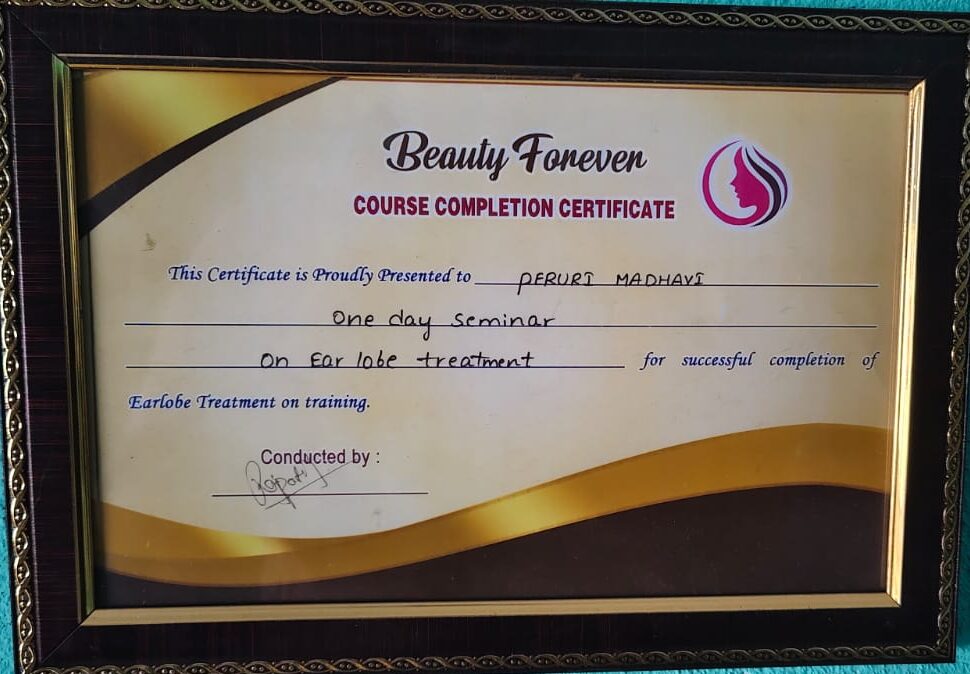 Beauty Forever
COURSE COMPLETION CERTIFICATE
This Certificate is Proudly Presented to PERURI MADHAVI
One day seminar
On Ear lobe treatment for successful completion of
Earlobe Treatment on training.
Conducted by :